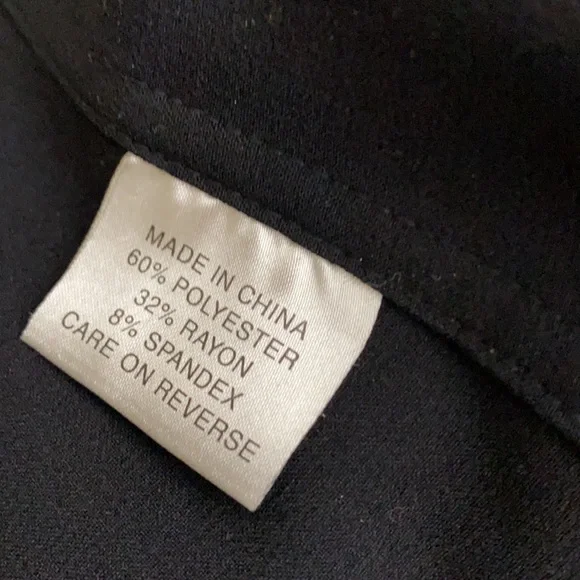 MADE IN CHINA
60% POLYESTER
32% RAYON
8% SPANDEX
CARE ON REVERSE